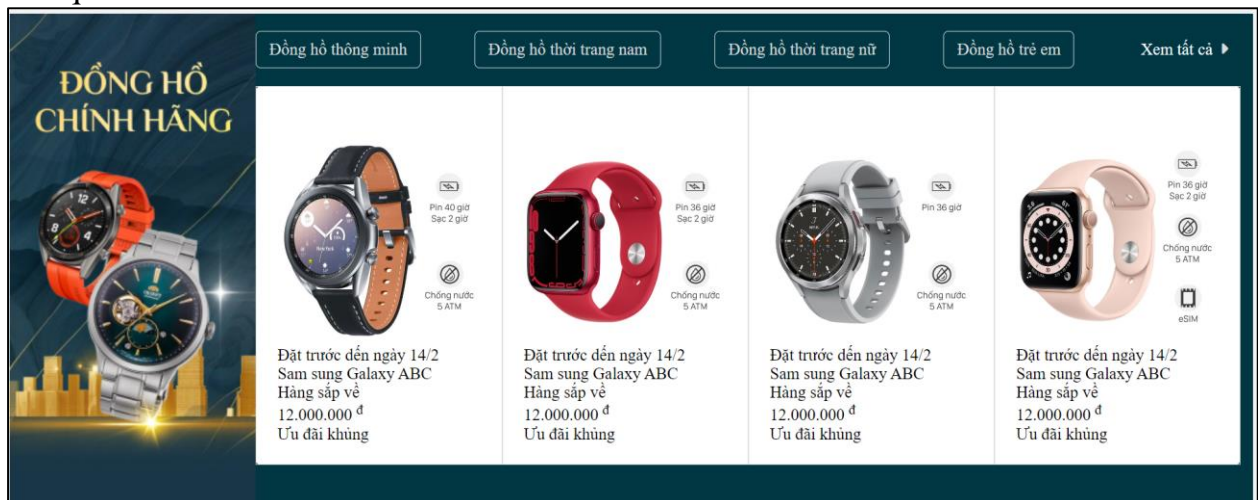 ĐỒNG HỒ
CHÍNH HÃNG
Đồng hồ thông minh
Đồng hồ thời trang nam
Đồng hồ thời trang nữ
Đồng hồ trẻ em
Xem tất cả
Pin 40 giờ
Sạc 2 giờ
Chống nước
5 ATM
Đặt trước đến ngày 14/2
Sam sung Galaxy ABC
Hàng sắp về
12.000.000 đ
Ưu đãi khủng
Pin 36 giờ
Sạc 2 giờ
Chống nước
5 ATM
Đặt trước đến ngày 14/2
Sam sung Galaxy ABC
Hàng sắp về
12.000.000 đ
Ưu đãi khủng
Pin 36 giờ
Chống nước
5 ATM
Đặt trước đến ngày 14/2
Sam sung Galaxy ABC
Hàng sắp về
12.000.000 đ
Ưu đãi khủng
Pin 36 giờ
Sạc 2 giờ
Chống nước
5 ATM
eSIM
Đặt trước đến ngày 14/2
Sam sung Galaxy ABC
Hàng sắp về
12.000.000 đ
Ưu đãi khủng